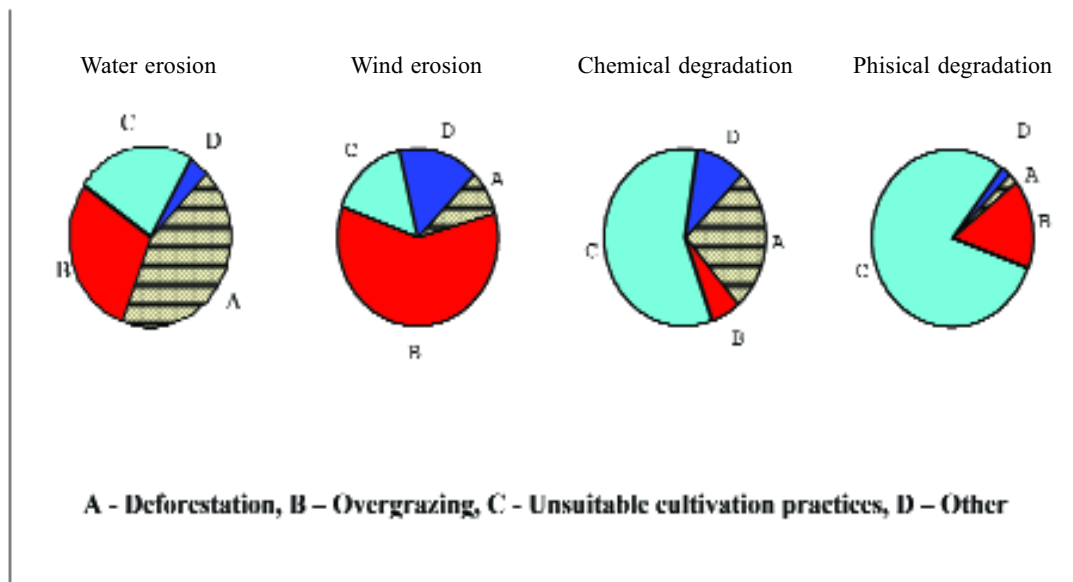 Water erosion Wind erosion Chemical degradation Phisical degradation
C D
B A
D
C A
B
D
C A
B
D
A
B
C
A - Deforestation, B – Overgrazing, C - Unsuitable cultivation practices, D – Other